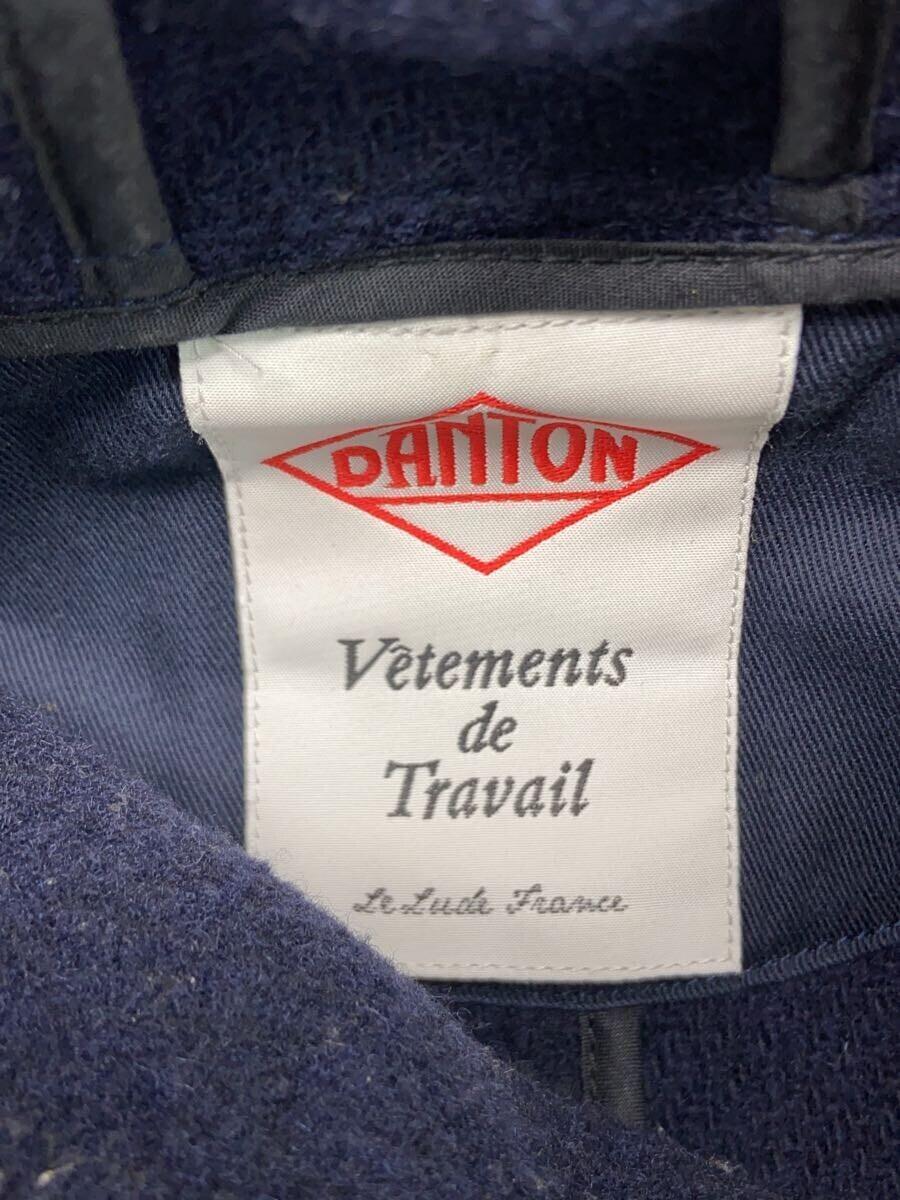 DANTON
Vêtements
de
Travail
Le Lude France